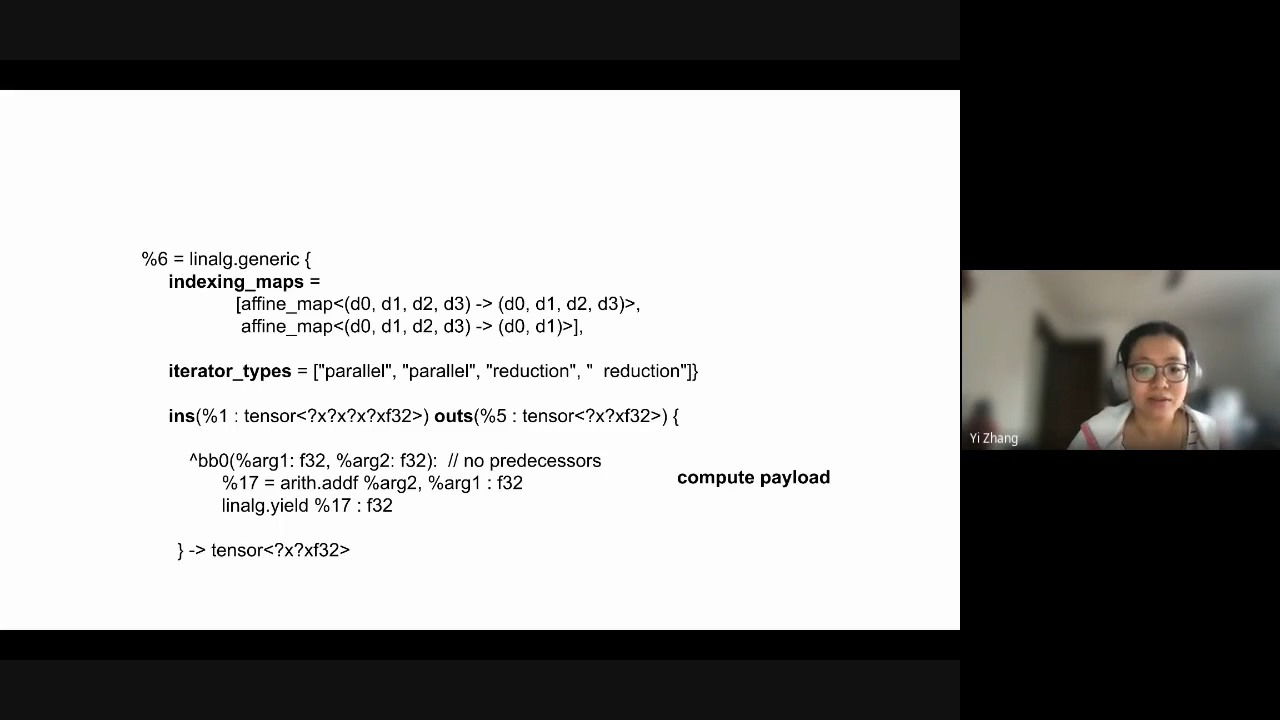 %6 = linalg.generic {
indexing_maps =
[affine_map<(d0, d1, d2, d3) -> (d0, d1, d2, d3)>,
affine_map<(d0, d1, d2, d3) -> (d0, d1)>],
iterator_types = ["parallel", "parallel", "reduction", "  reduction"]}
ins(%1 : tensor<?x?x?x?xf32>) outs(%5 : tensor<?x?xf32>) {
^bb0(%arg1: f32, %arg2: f32):  // no predecessors
%17 = arith.addf %arg2, %arg1 : f32
compute payload
linalg.yield %17 : f32
} -> tensor<?x?xf32>
Yi Zhang